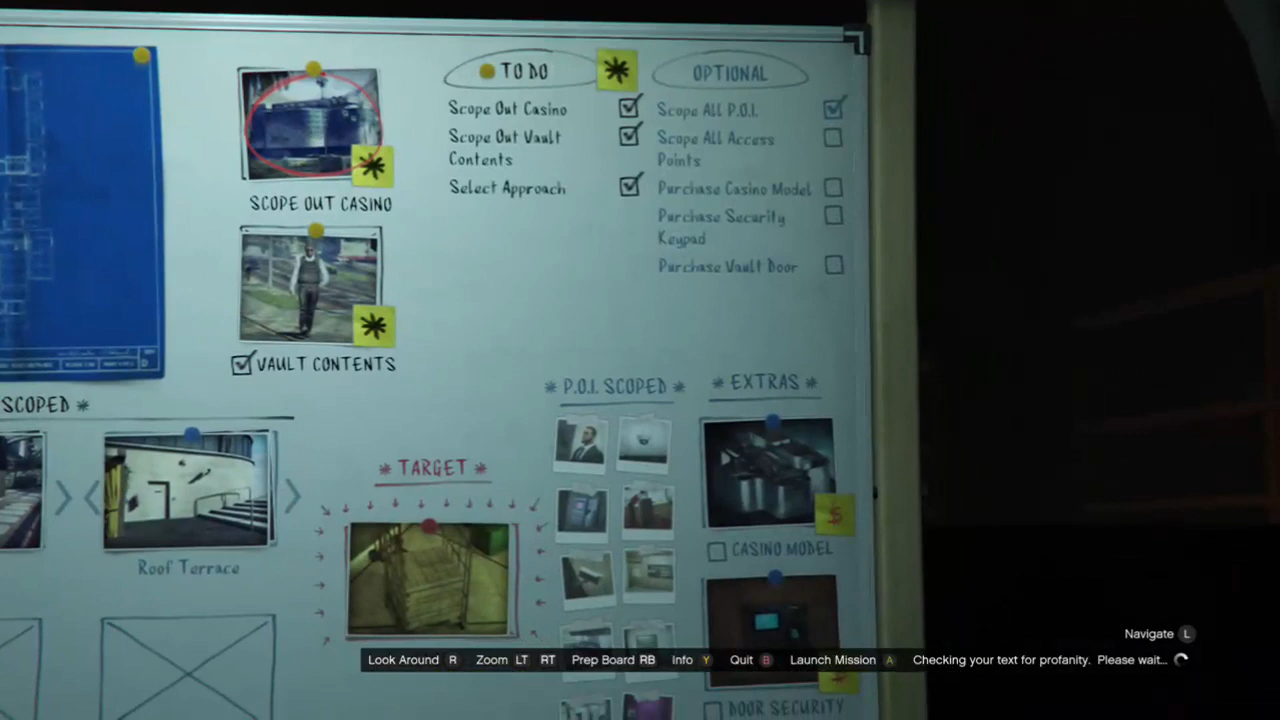 TO DO
Scope Out Casino
Scope Out Vault
Contents
Select Approach
OPTIONAL
Scope All P.O.I.
Scope All Access
Points
Purchase Casino Model
Purchase Security
Keypad
Purchase Vault Door
SCOPE OUT CASINO
VAULT CONTENTS
SCOPED *
Roof Terrace
* TARGET *
* P.O.I. SCOPED *
* EXTRAS *
$
CASINO MODEL
$
DOOR SECURITY
Navigate L
Look Around R Zoom LT RT Prep Board RB Info Y Quit B Launch Mission A Checking your text for profanity. Please wait...